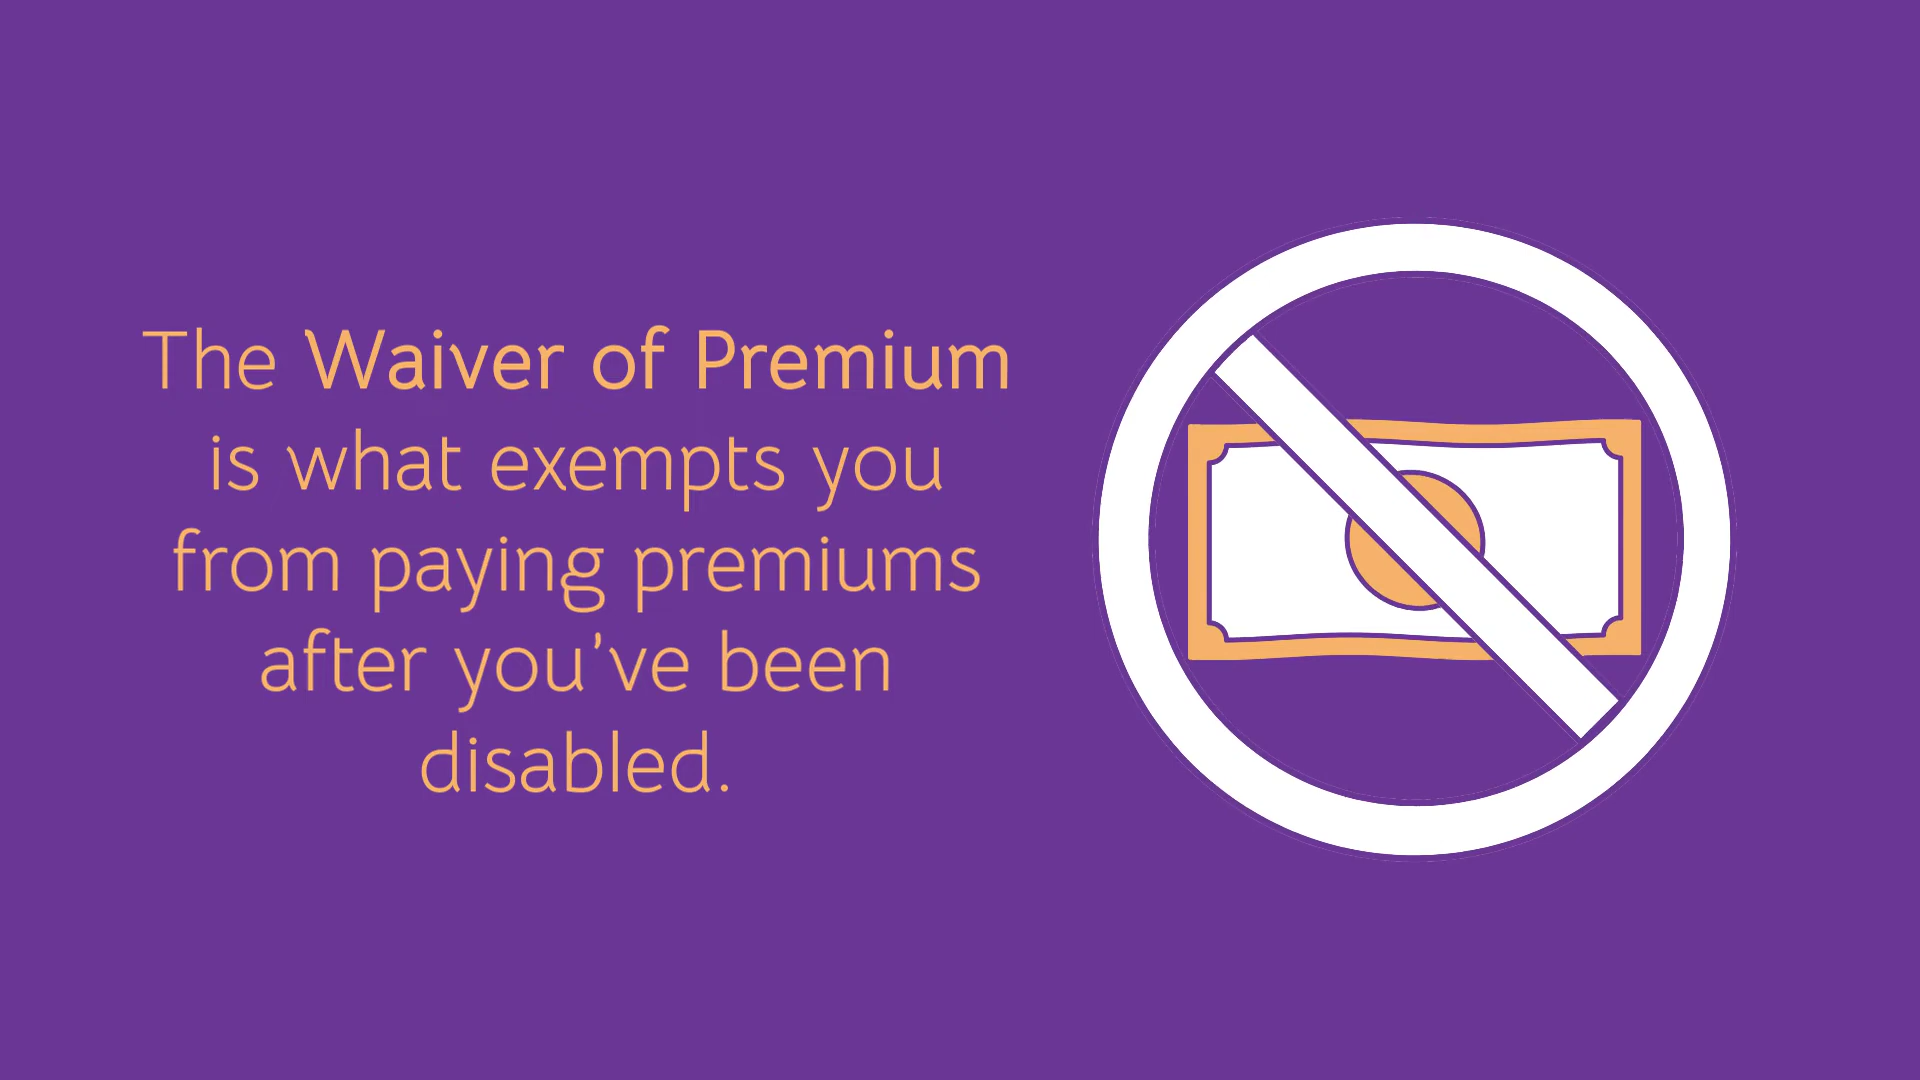 The Waiver of Premium
is what exempts you
from paying premiums
after you've been
disabled.